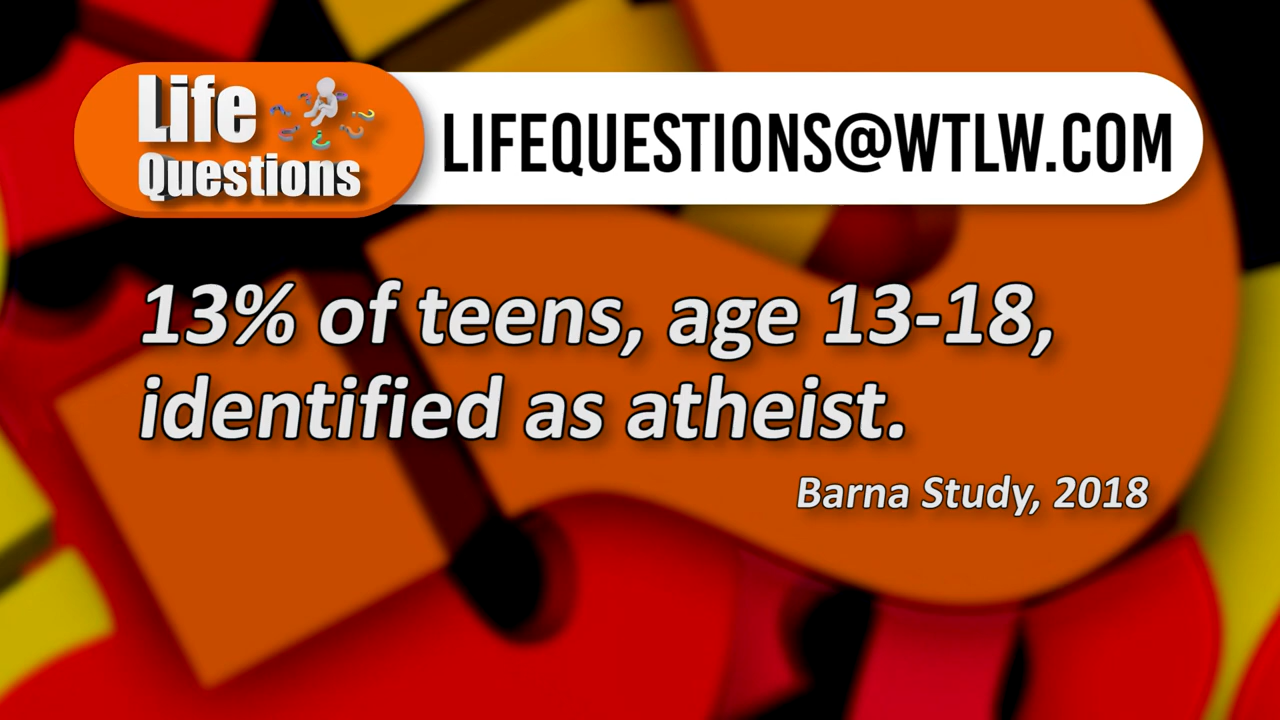 Life
Questions
LIFEQUESTIONS@WTLW.COM
13% of teens, age 13-18,
identified as atheist.
Barna Study, 2018